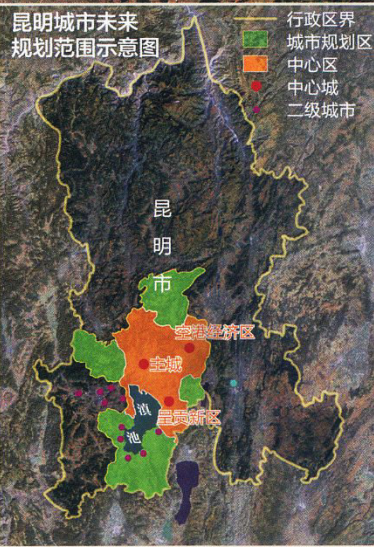 昆明城市未来
规划范围示意图
行政区界
城市规划区
中心区
中心城
二级城市
昆
明
市
空港经济区
主城
滇
呈贡新区
池